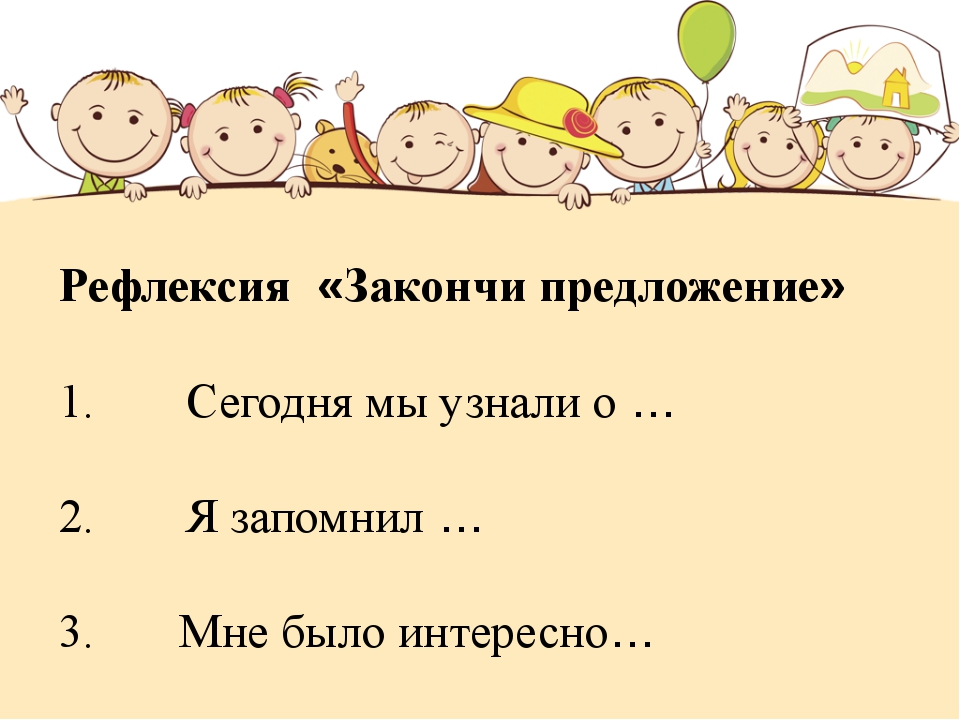 Рефлексия «Закончи предложение»
1. Сегодня мы узнали о …
2. Я запомнил …
3. Мне было интересно…